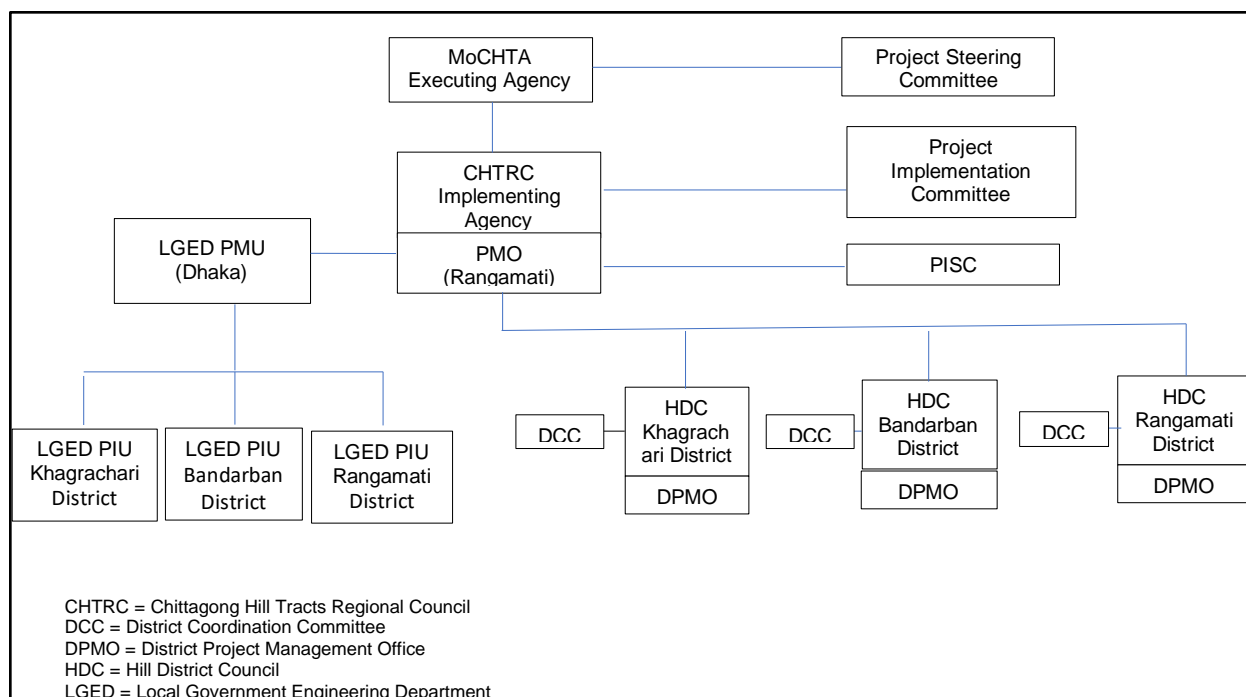 MoCHTA
Executing Agency
Project Steering
Committee
CHTRC
Implementing
Agency
Project
Implementation
Committee
LGED PMU
(Dhaka)
PMO
(Rangamati)
PISC
LGED PIU
Khagrachari
District
LGED PIU
Bandarban
District
LGED PIU
Rangamati
District
DCC
HDC
Khagrach
ari District
DPMO
DCC
HDC
Bandarban
District
DPMO
DCC
HDC
Rangamati
District
DPMO
CHTRC = Chittagong Hill Tracts Regional Council
DCC = District Coordination Committee
DPMO = District Project Management Office
HDC = Hill District Council
LGED = Local Government Engineering Department